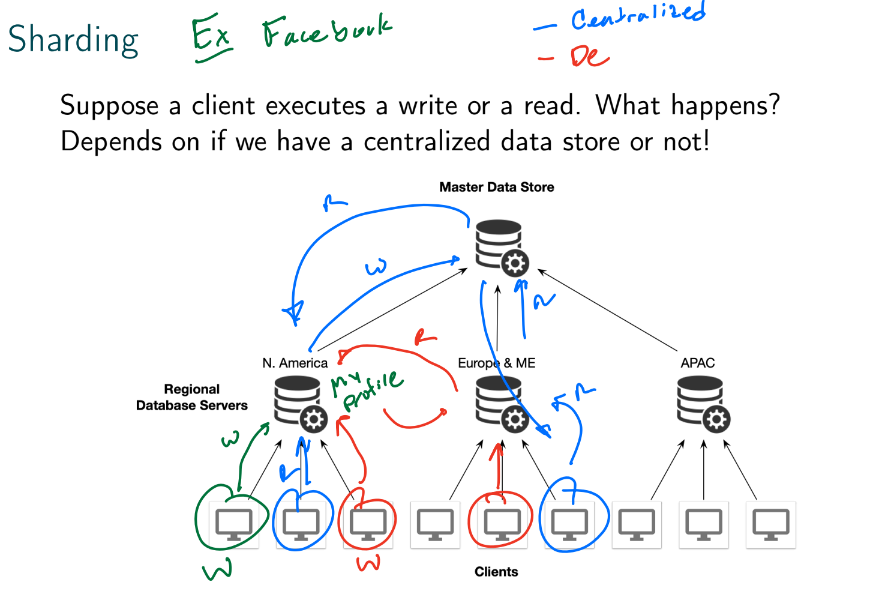 Sharding
Ex Facebook
– Centralized
– De
Suppose a client executes a write or a read. What happens?
Depends on if we have a centralized data store or not!
Master Data Store
R
W
R
N. America
R
Europe & ME
APAC
Regional
Database Servers
My
Profile
R
W
R
W
W
Clients